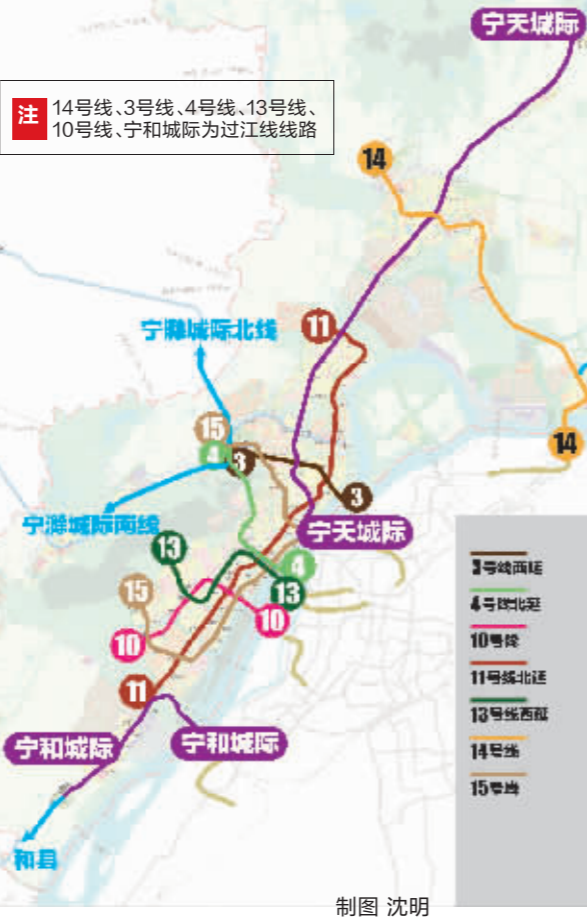 宁天城际
注 14号线、3号线、4号线、13号线、
10号线、宁和城际为过江线线路
14
11
宁滁城际北线
15
4
3
3
14
宁滁城际西线
宁天城际
13
4
13
15
10
10
11
宁和城际
宁和城际
和县
3号线西延
4号线北延
10号线
11号线北延
13号线西延
14号线
15号线
制图 沈明